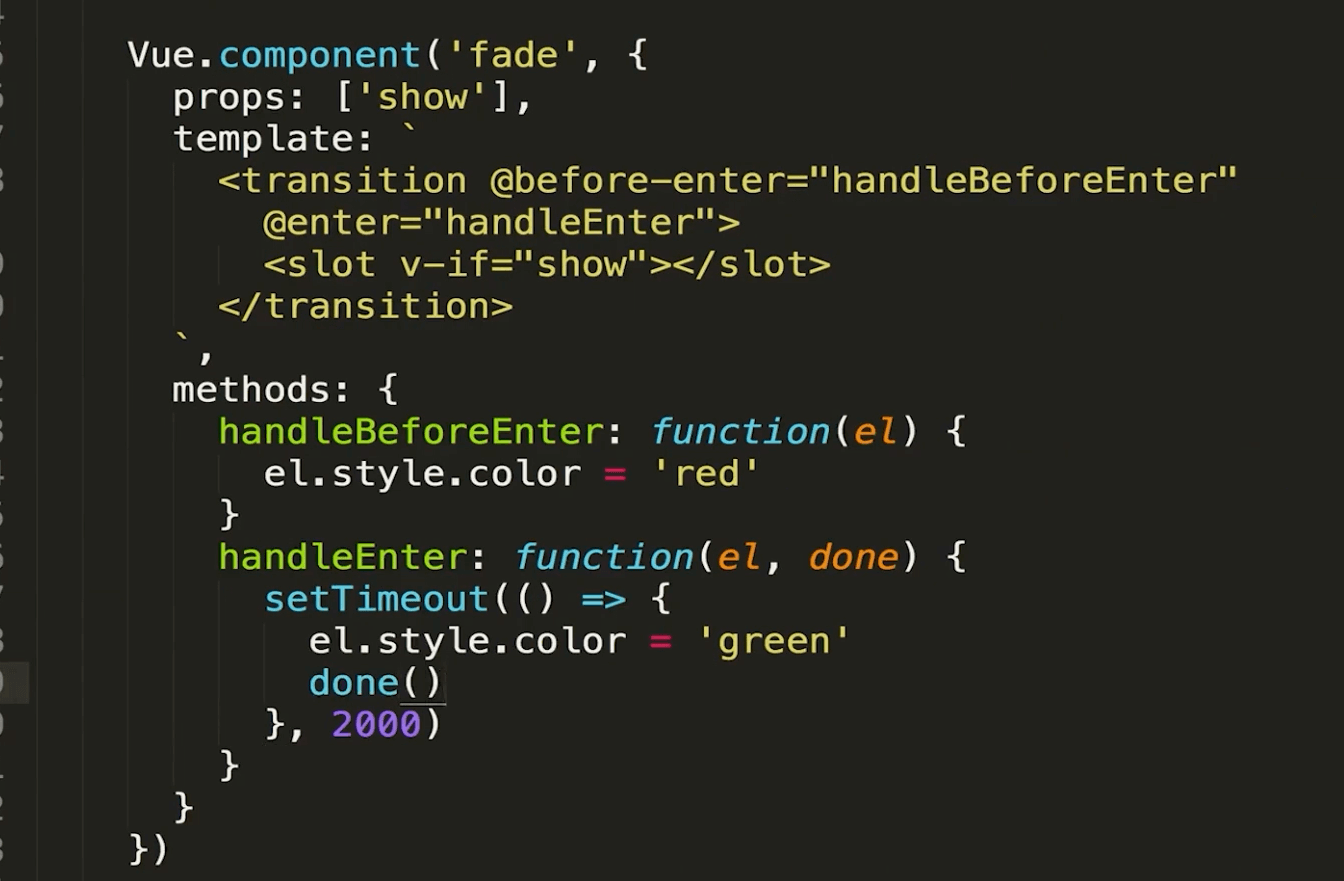 Vue.component('fade', {
props: ['show'],
template: `
<transition @before-enter="handleBeforeEnter"
@enter="handleEnter">
<slot v-if="show"></slot>
</transition>
`,
methods: {
handleBeforeEnter: function(el) {
el.style.color = 'red'
}
handleEnter: function(el, done) {
setTimeout(() => {
el.style.color = 'green'
done()
}, 2000)
}
}
})